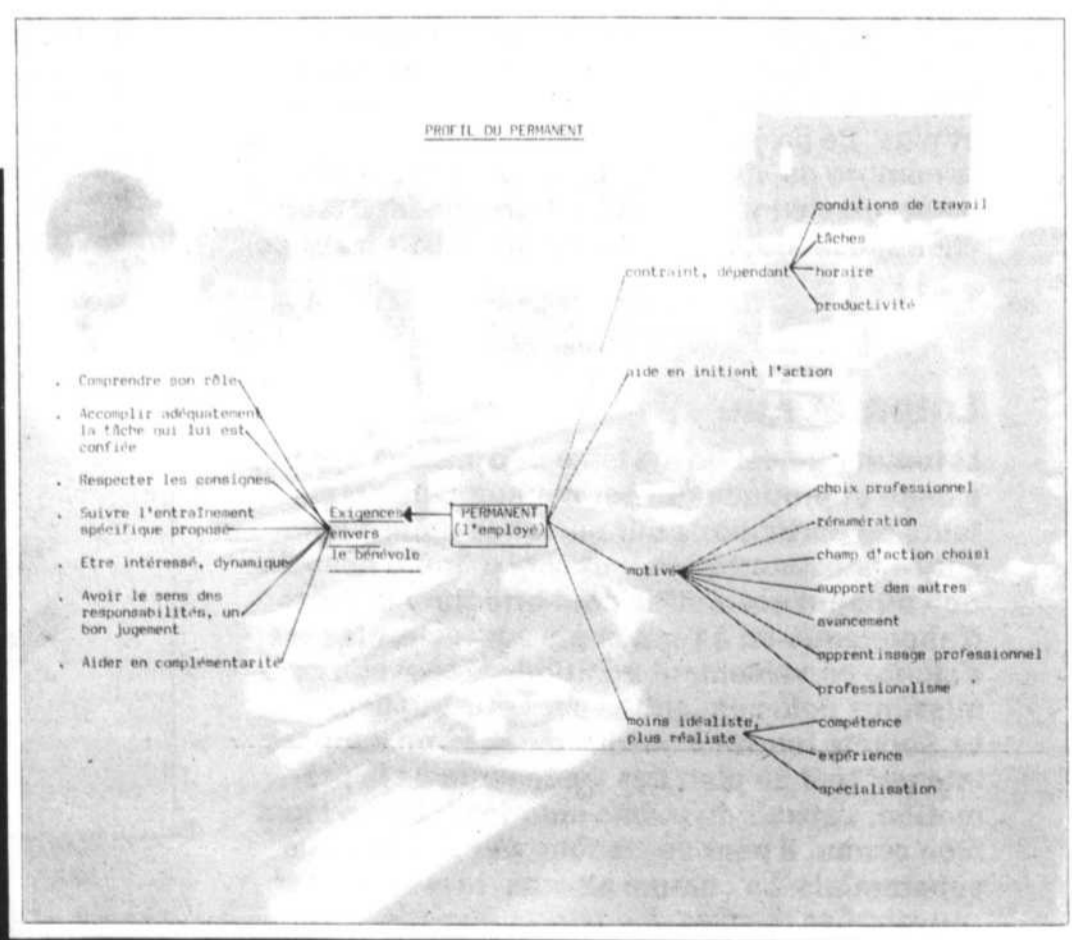 PROFIL DU PERMANENT
conditions de travail
tâches
contraint, dépendant
horaire
productivité
aide en initiant l'action
. Comprendre son rôle
. Accomplir adéquatement
la tâche qui lui est
confiée
. Respecter les consignes
. Suivre l'entraînement
spécifique proposé
. Etre intéressé, dynamique
. Avoir le sens des
responsabilités, un
bon jugement
. Aider en complémentarité
Exigences
envers
le bénévole
PERMANENT
(l'employé)
motivé
choix professionnel
rénumération
champ d'action choisi
support des autres
avancement
apprentissage professionnel
professionalisme
moins idéaliste,
plus réaliste
compétence
expérience
spécialisation